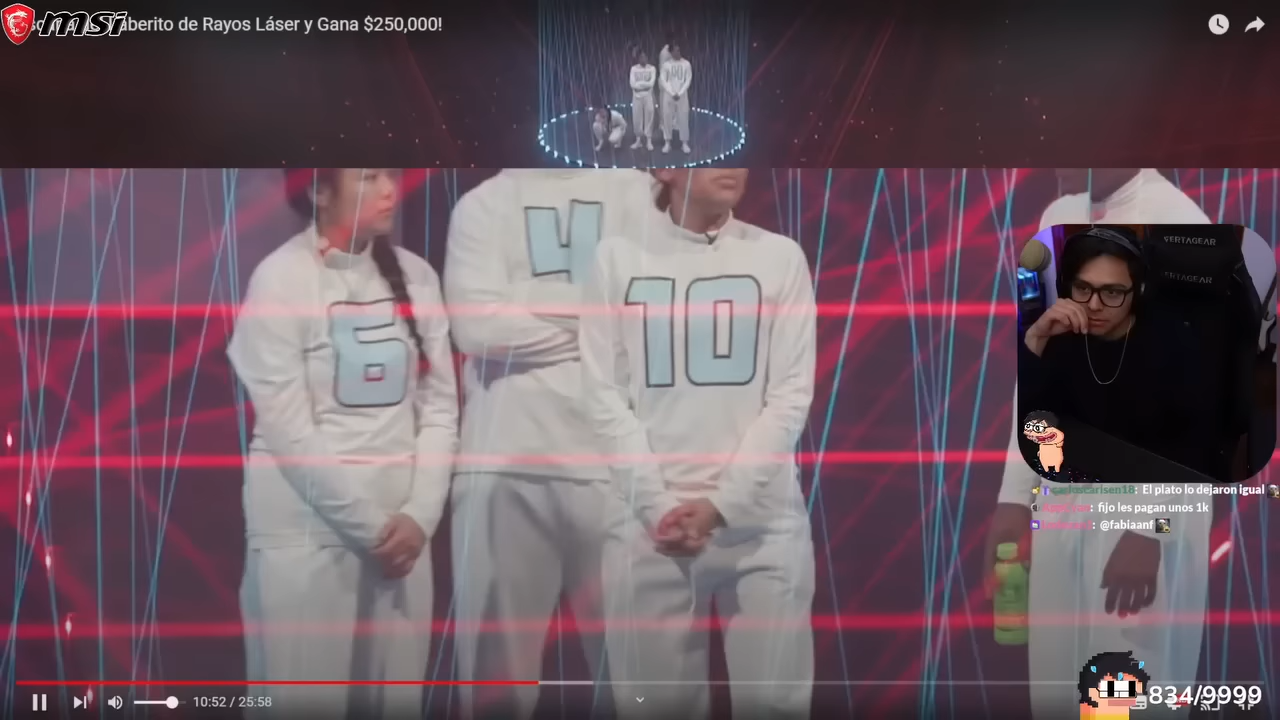 msi
aberito de Rayos Láser y Gana $250,000!
4
6
10
VERTAGEAR
VERTAGEAR
: El plato lo dejaron igual
: fijo les pagan unos 1k
: @fabiaanf
10:52 / 25:58
834/9999